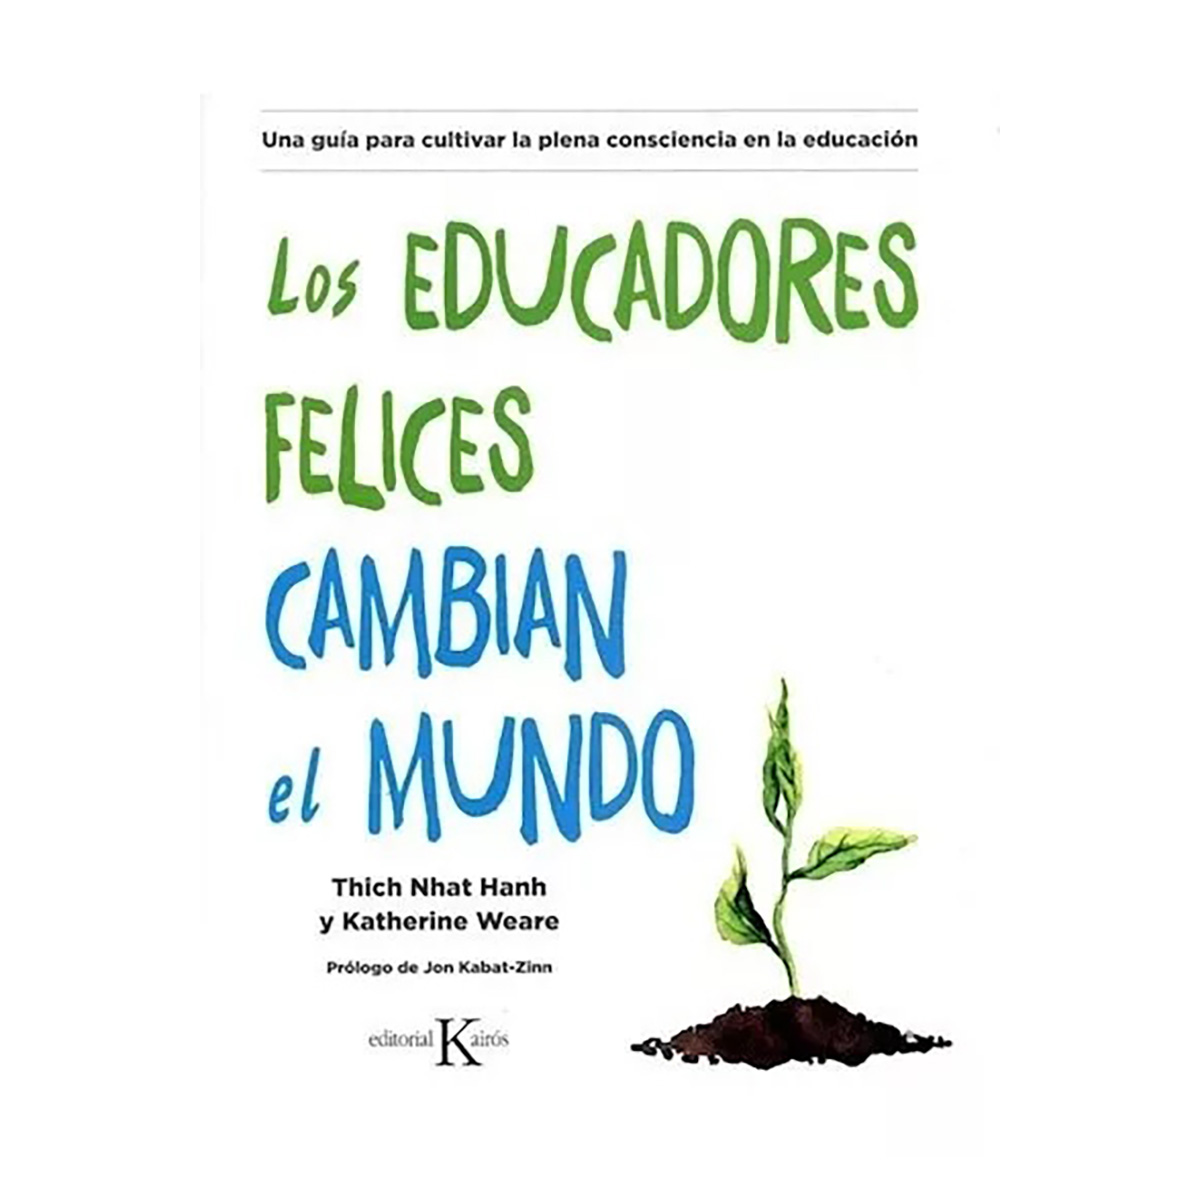 Una guía para cultivar la plena consciencia en la educación
Los EDUCADORES
FELICES
CAMBIAN
el MUNDO
Thich Nhat Hanh
y Katherine Weare
Prólogo de Jon Kabat-Zinn
editorial Kairós